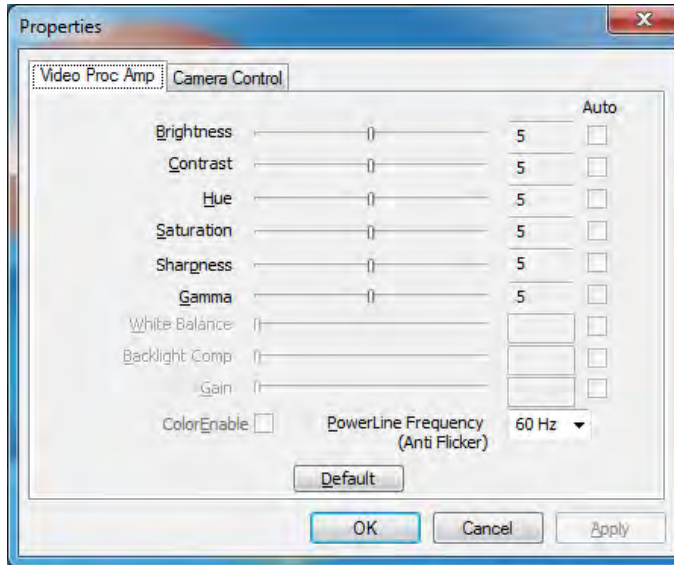 Properties
Video Proc Amp Camera Control
Auto
Brightness 5
Contrast 5
Hue 5
Saturation 5
Sharpness 5
Gamma 5
White Balance
Backlight Comp
Gain
ColorEnable PowerLine Frequency 60 Hz
(Anti Flicker)
Default
OK Cancel Apply